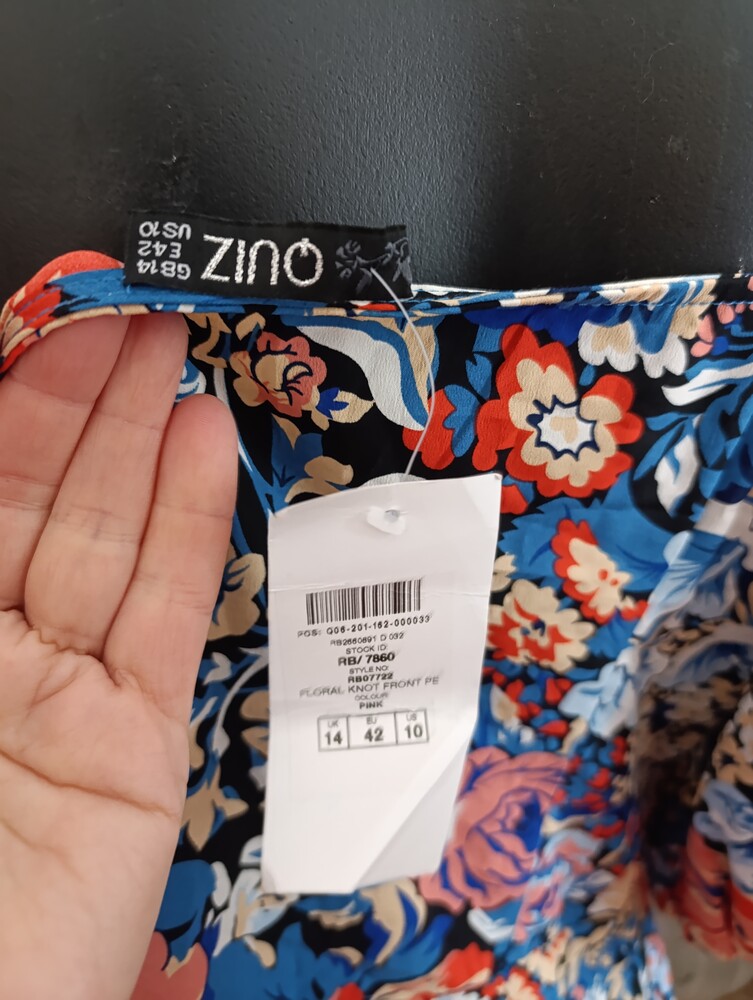 QUIZ
GB14
E42
US10
POS: Q06-201-162-000033
RB2660691 D 032
STOCK ID:
RB/ 7860
STYLE NO:
RB07722
FLORAL KNOT FRONT PE
COLOUR
PINK
UK EU US
14 42 10